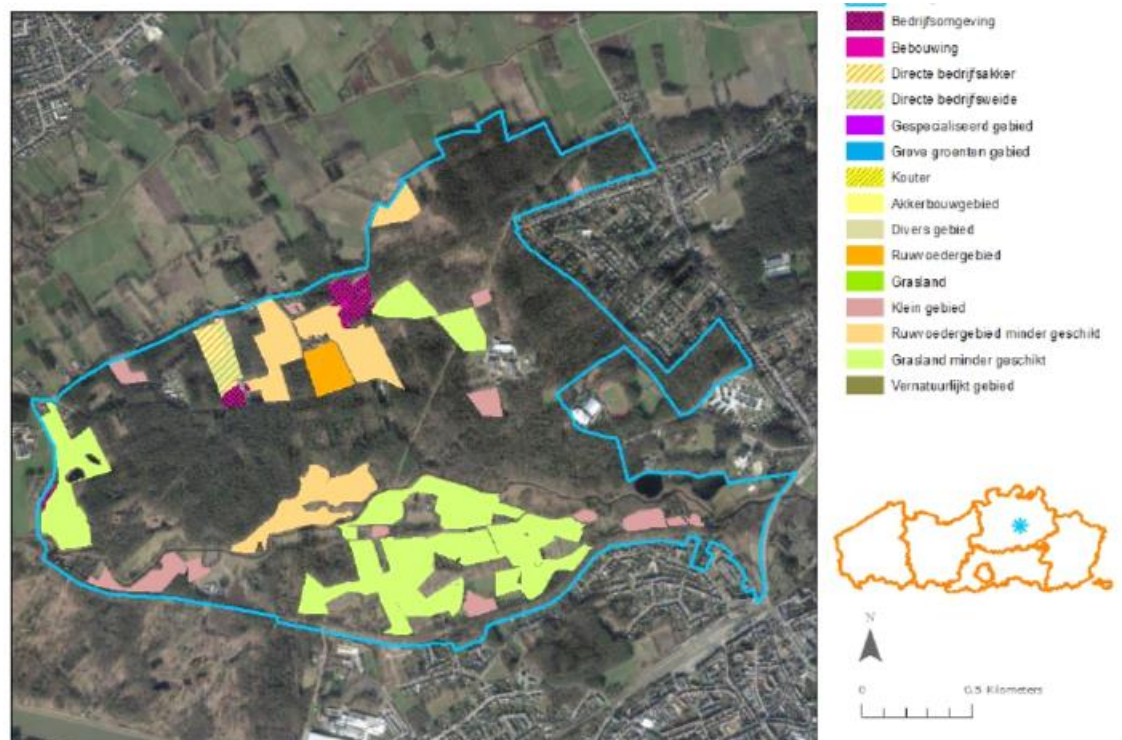 Bedrijfsomgeving
Bebouwing
Directe bedrijfsakker
Directe bedrijfsweide
Gespecialiseerd gebied
Grove groenten gebied
Kouter
Akkerbouwgebied
Divers gebied
Ruwvoedergebied
Grasland
Klein gebied
Ruwvoedergebied minder geschikt
Grasland minder geschikt
Vernatuurlijkt gebied
N
0 0.5 Kilometers